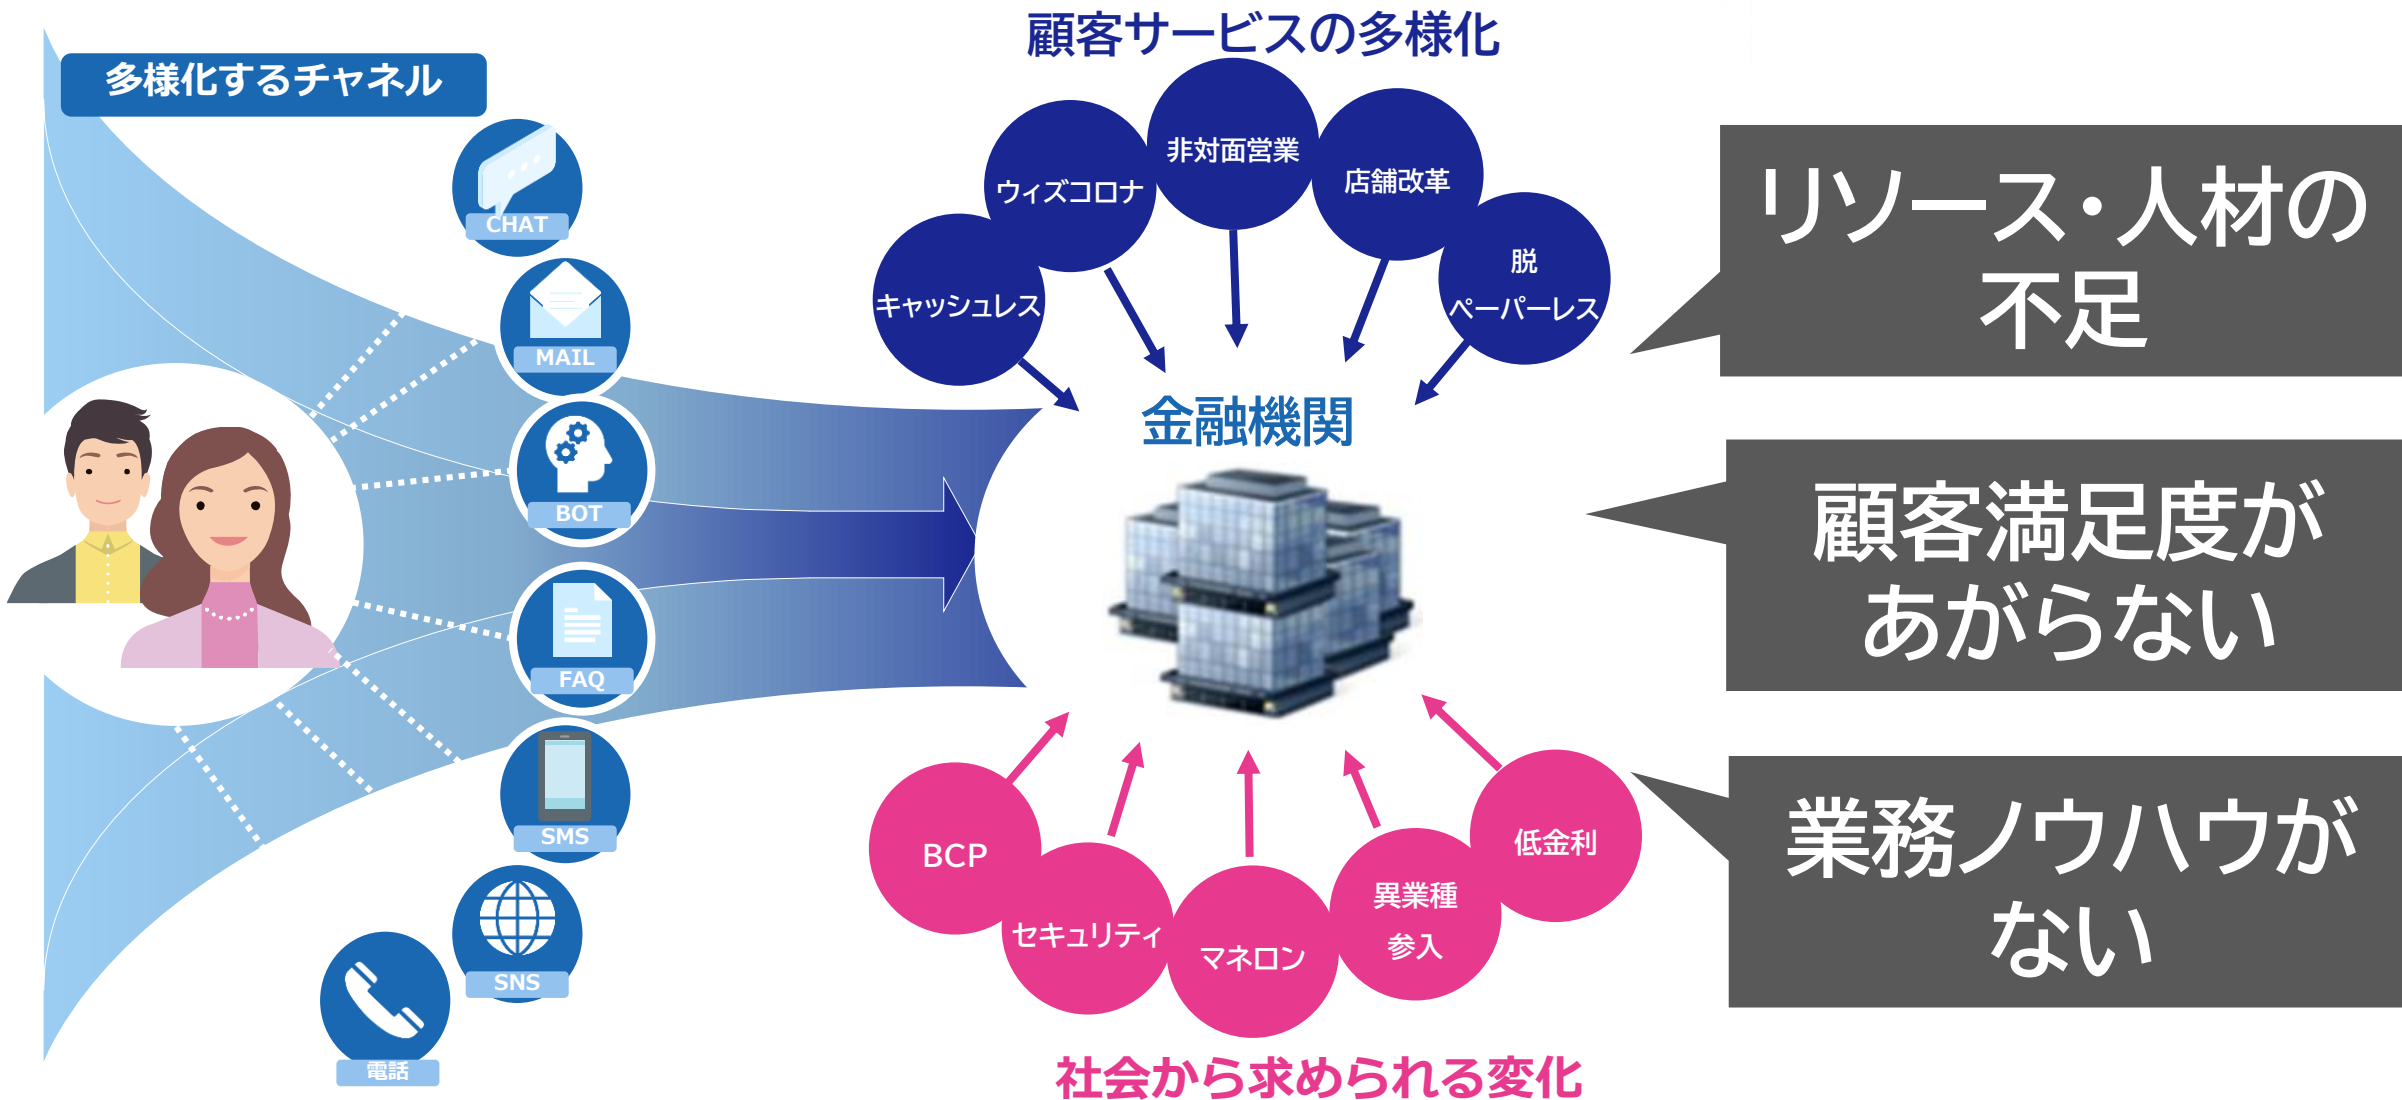 多様化するチャネル
CHAT
MAIL
BOT
FAQ
SMS
SNS
電話
顧客サービスの多様化
キャッシュレス
ウィズコロナ
非対面営業
店舗改革
脱
ペーパーレス
金融機関
BCP
セキュリティ
マネロン
異業種
参入
低金利
社会から求められる変化
リソース・人材の
不足
顧客満足度が
あがらない
業務ノウハウが
ない